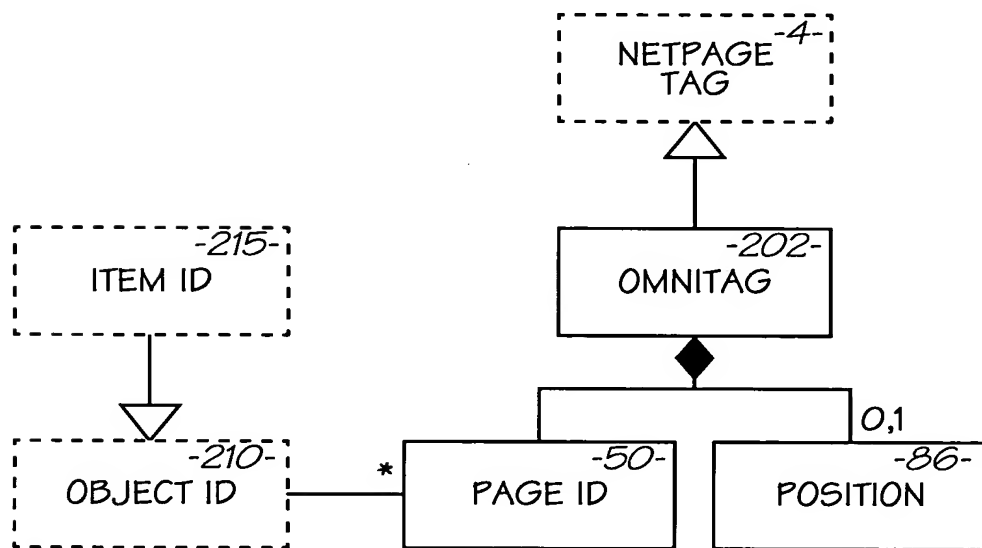 -4-
NETPAGE
TAG
-215-
ITEM ID
-202-
OMNITAG
0,1
-210-
OBJECT ID
*
-50-
PAGE ID
-86-
POSITION